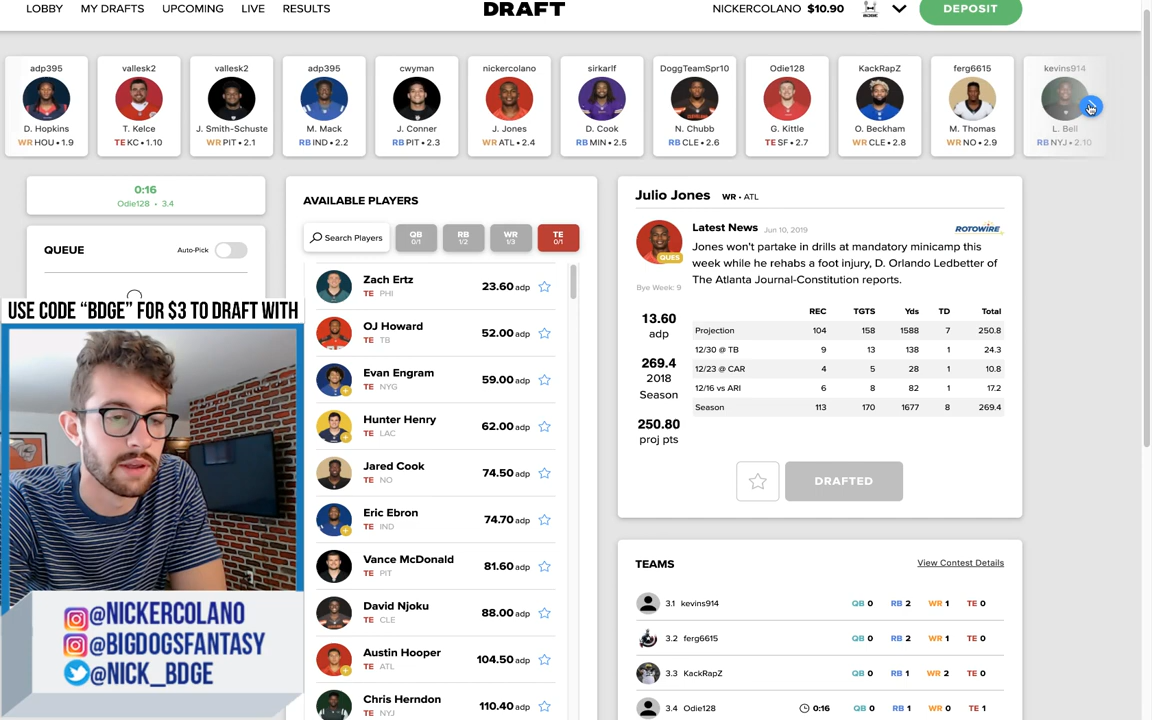 LOBBY MY DRAFTS UPCOMING LIVE RESULTS DRAFT NICKERCOLANO $10.90 DEPOSIT
adp395 vallesk2 vallesk2 adp395 cwyman nickercolano sirkarlf DoggTeamSpr10 Odie128 KackRapZ ferg6615 kevins914
D. Hopkins T. Kelce J. Smith-Schuste M. Mack J. Conner J. Jones D. Cook N. Chubb G. Kittle O. Beckham M. Thomas L. Bell
WR HOU • 1.9 TE KC • 1.10 WR PIT • 2.1 RB IND • 2.2 RB PIT • 2.3 WR ATL • 2.4 RB MIN • 2.5 RB CLE • 2.6 TE SF • 2.7 WR CLE • 2.8 WR NO • 2.9 RB NYJ • 2.10
0:16
Odie128 • 3.4
QUEUE Auto-Pick
AVAILABLE PLAYERS
Search Players QB 0/1 RB 1/2 WR 1/3 TE 0/1
Zach Ertz
TE PHI
23.60 adp
OJ Howard
TE TB
52.00 adp
Evan Engram
TE NYG
59.00 adp
Hunter Henry
TE LAC
62.00 adp
Jared Cook
TE NO
74.50 adp
Eric Ebron
TE IND
74.70 adp
Vance McDonald
TE PIT
81.60 adp
David Njoku
TE CLE
88.00 adp
Austin Hooper
TE ATL
104.50 adp
Chris Herndon
TE NYJ
110.40 adp
Julio Jones WR • ATL
QUES
Bye Week: 9
Latest News Jun 10, 2019 ROTOWIRE
Jones won't partake in drills at mandatory minicamp this
week while he rehabs a foot injury, D. Orlando Ledbetter of
The Atlanta Journal-Constitution reports.
13.60
adp
269.4
2018
Season
250.80
proj pts
REC TGTS Yds TD Total
Projection 104 158 1588 7 250.8
12/30 @ TB 9 13 138 1 24.3
12/23 @ CAR 4 5 28 1 10.8
12/16 vs ARI 6 8 82 1 17.2
Season 113 170 1677 8 269.4
DRAFTED
TEAMS View Contest Details
3.1 kevins914 QB 0 RB 2 WR 1 TE 0
3.2 ferg6615 QB 0 RB 2 WR 1 TE 0
3.3 KackRapZ QB 0 RB 1 WR 2 TE 0
3.4 Odie128 0:16 QB 0 RB 1 WR 0 TE 1
USE CODE "BDGE" FOR $3 TO DRAFT WITH
@NICKERCOLANO
@BIGDOGSFANTASY
@NICK_BDGE